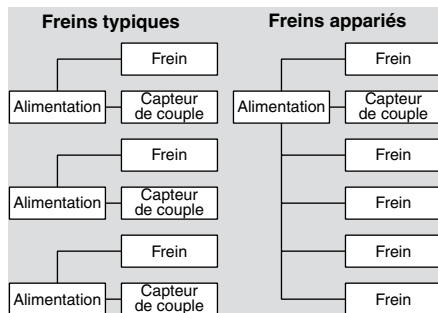 Freins typiques
Frein
Alimentation
Capteur
de couple
Frein
Alimentation
Capteur
de couple
Frein
Alimentation
Capteur
de couple
Freins appariés
Frein
Alimentation
Capteur
de couple
Frein
Frein
Frein
Frein